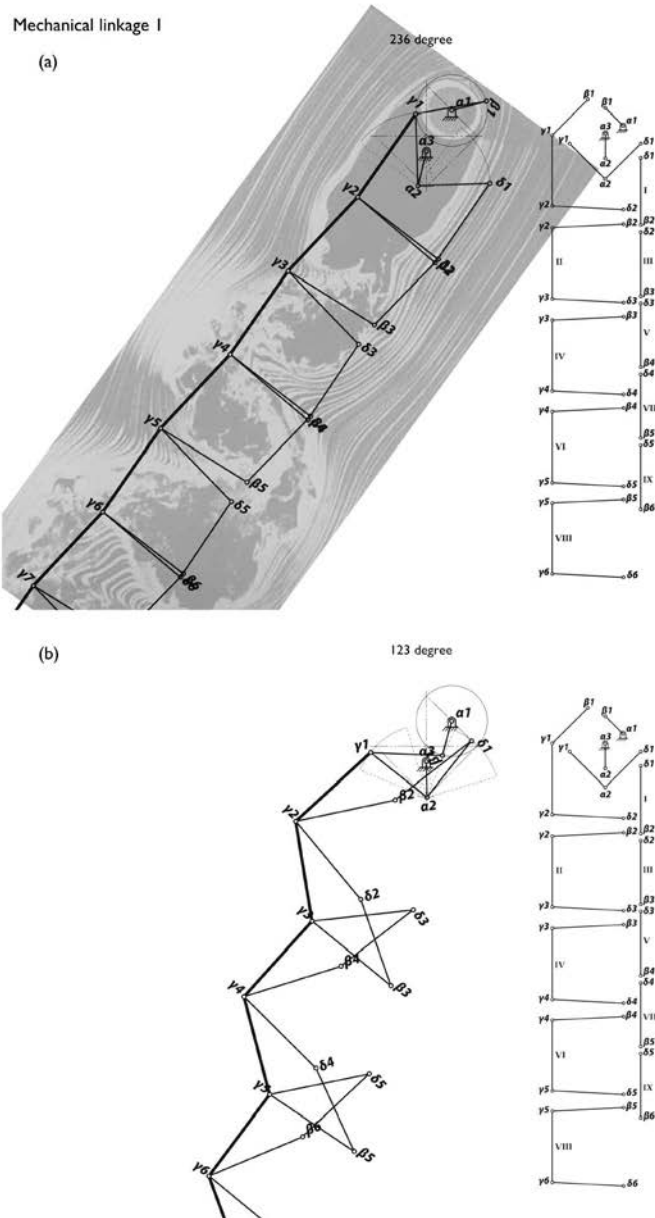 Mechanical linkage 1
(a)
236 degree
β1
α1
γ1
α3
α2
δ1
γ2
γ3
β3
δ3
γ4
β4
γ5
β5
δ5
γ6
β6
γ7
β1
β1
α1
γ1
γ1
α3
δ1
δ1
α2
I
γ2
δ2
β2
γ2
β2
δ2
II
III
γ3
δ3
β3
δ3
γ3
β3
IV
V
β4
γ4
δ4
δ4
γ4
β4
VII
VI
β5
δ5
γ5
δ5
IX
γ5
β5
β6
VIII
γ6
δ6
(b)
123 degree
α1
γ1
α3
δ1
β2
α2
γ2
δ2
γ3
δ3
β4
γ4
β3
δ4
γ5
δ5
β6
β5
γ6
β1
β1
α1
γ1
α3
γ1
δ1
δ1
α2
I
γ2
δ2
β2
γ2
β2
δ2
II
III
γ3
δ3
β3
δ3
γ3
β3
IV
V
β4
γ4
δ4
δ4
γ4
β4
VII
VI
β5
δ5
γ5
δ5
IX
γ5
β5
β6
VIII
γ6
δ6